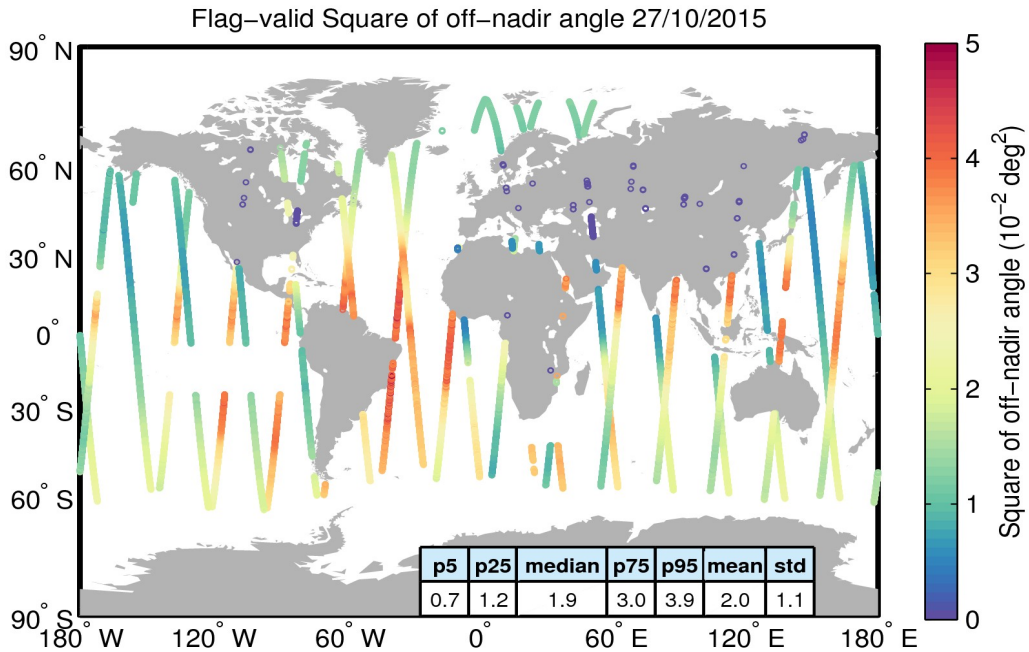 Flag−valid Square of off−nadir angle 27/10/2015
90° N
60° N
30° N
0°
30° S
60° S
90° S
180° W
120° W
60° W
0°
60° E
120° E
180° E
p5 p25 median p75 p95 mean std
0.7 1.2 1.9 3.0 3.9 2.0 1.1
5
4
3
2
1
0
Square of off−nadir angle (10⁻² deg²)